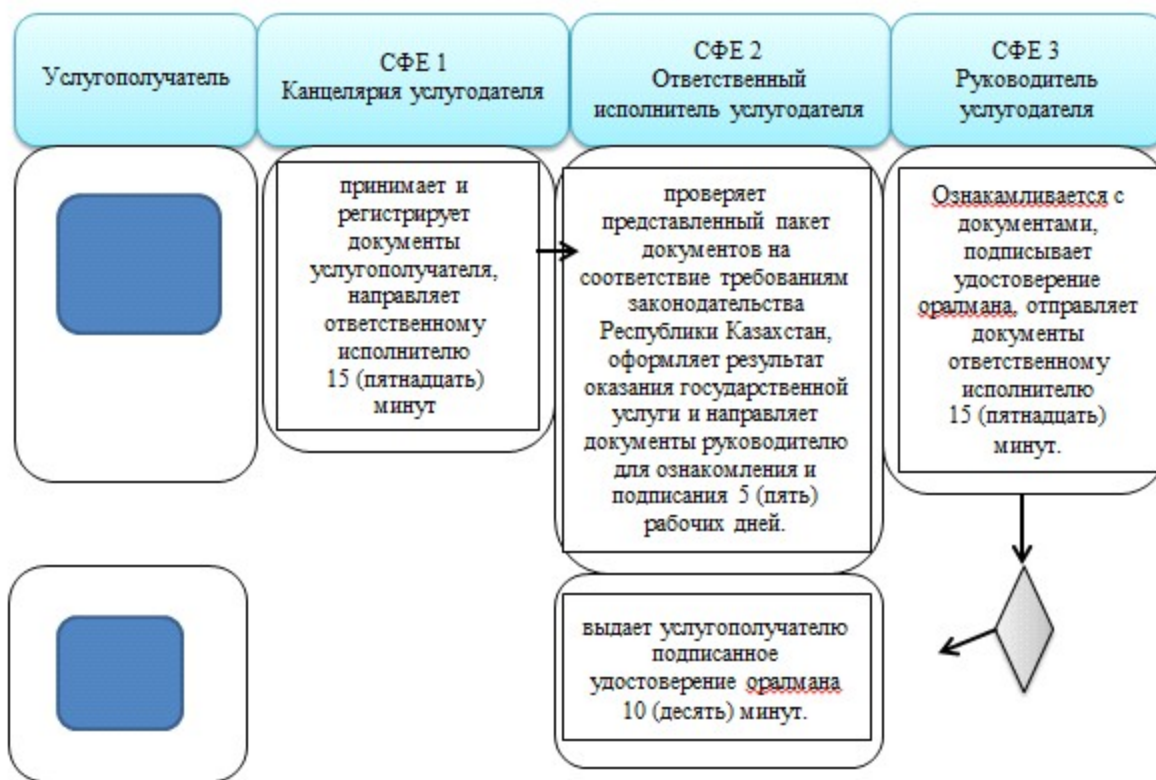 Услугополучатель
СФЕ 1
Канцелярия услугодателя
СФЕ 2
Ответственный
исполнитель услугодателя
СФЕ 3
Руководитель
услугодателя
принимает и
регистрирует
документы
услугополучателя,
направляет
ответственному
исполнителю
15 (пятнадцать)
минут
проверяет
представленный пакет
документов на
соответствие требованиям
законодательства
Республики Казахстан,
оформляет результат
оказания государственной
услуги и направляет
документы руководителю
для ознакомления и
подписания 5 (пять)
рабочих дней.
Ознакамливается с
документами,
подписывает
удостоверение
оралмана, отправляет
документы
ответственному
исполнителю
15 (пятнадцать)
минут.
выдает услугополучателю
подписанное
удостоверение оралмана
10 (десять) минут.